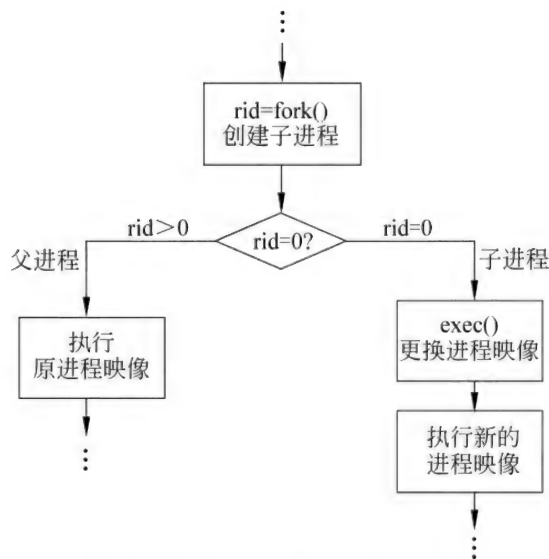 rid=fork()
创建子进程
rid>0
rid=0?
rid=0
父进程
子进程
执行
原进程映像
exec()
更换进程映像
执行新的
进程映像